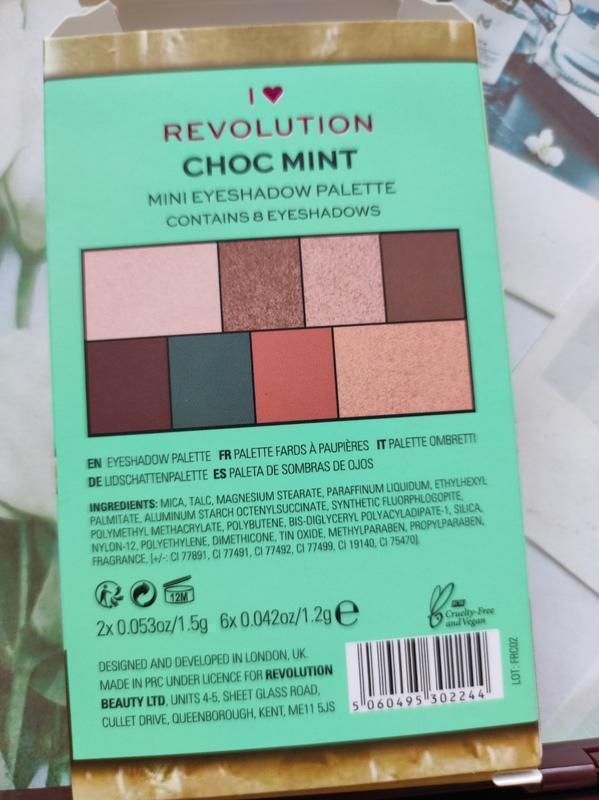 I ♥
REVOLUTION
CHOC MINT
MINI EYESHADOW PALETTE
CONTAINS 8 EYESHADOWS
EN EYESHADOW PALETTE FR PALETTE FARDS À PAUPIÈRES IT PALETTE OMBRETTI
DE LIDSCHATTENPALETTE ES PALETA DE SOMBRAS DE OJOS
INGREDIENTS: MICA, TALC, MAGNESIUM STEARATE, PARAFFINUM LIQUIDUM, ETHYLHEXYL
PALMITATE, ALUMINUM STARCH OCTENYLSUCCINATE, SYNTHETIC FLUORPHLOGOPITE,
POLYMETHYL METHACRYLATE, POLYBUTENE, BIS-DIGLYCERYL POLYACYLADIPATE-1, SILICA,
NYLON-12, POLYETHYLENE, DIMETHICONE, TIN OXIDE, METHYLPARABEN, PROPYLPARABEN,
FRAGRANCE. [+/-: CI 77891, CI 77491, CI 77492, CI 77499, CI 19140, CI 75470].
12M
2x 0.053oz/1.5g 6x 0.042oz/1.2g e
Cruelty-Free
and Vegan
DESIGNED AND DEVELOPED IN LONDON, UK.
MADE IN PRC UNDER LICENCE FOR REVOLUTION
BEAUTY LTD, UNITS 4-5, SHEET GLASS ROAD,
CULLET DRIVE, QUEENBOROUGH, KENT, ME11 5JS
5 060495 302244
LOT: FRC02